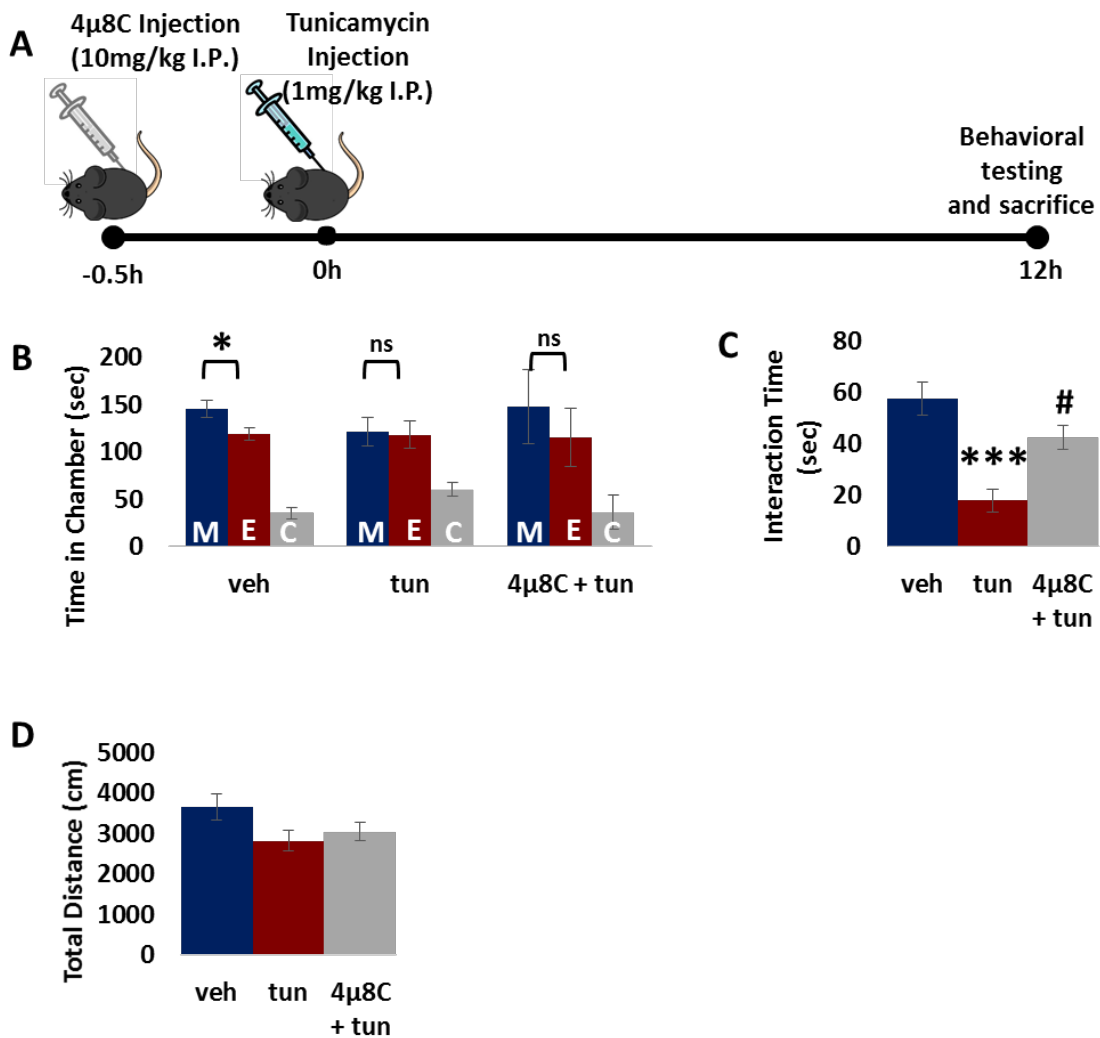 A
4µ8C Injection
(10mg/kg I.P.)
Tunicamycin
Injection
(1mg/kg I.P.)
Behavioral
testing
and sacrifice
-0.5h
0h
12h
B
Time in Chamber (sec)
200
150
100
50
0
*
ns
ns
M E C
M E C
M E C
veh
tun
4µ8C + tun
C
Interaction Time
(sec)
80
60
40
20
0
***
#
veh
tun
4µ8C
+ tun
D
Total Distance (cm)
5000
4000
3000
2000
1000
0
veh
tun
4µ8C
+ tun